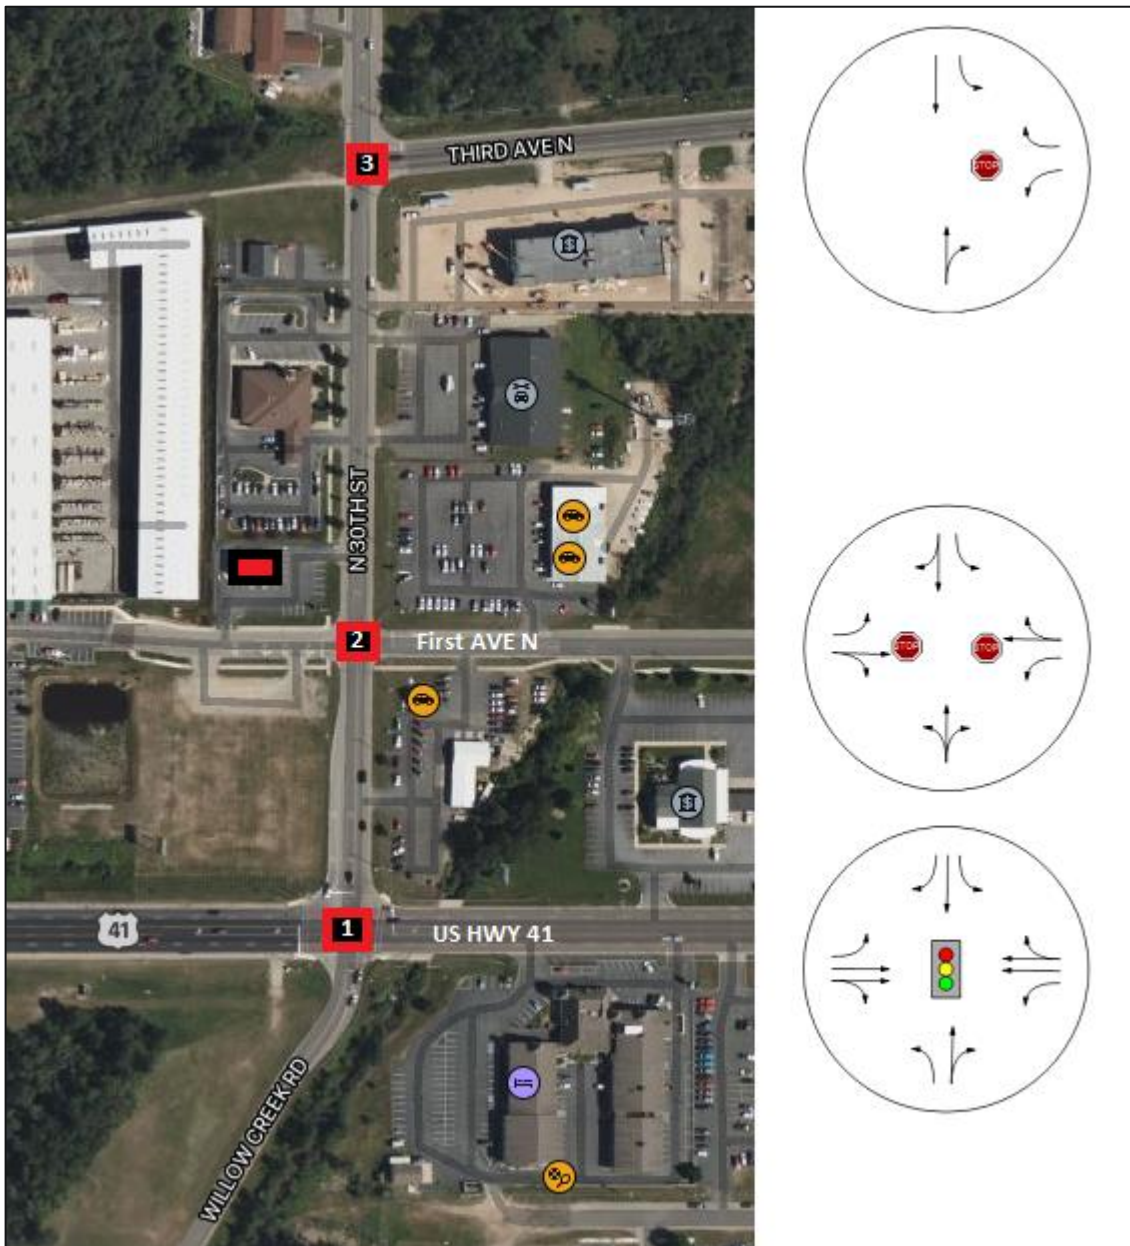 THIRD AVE N
3
STOP
N 30TH ST
2
First AVE N
STOP
STOP
41
1
US HWY 41
WILLOW CREEK RD